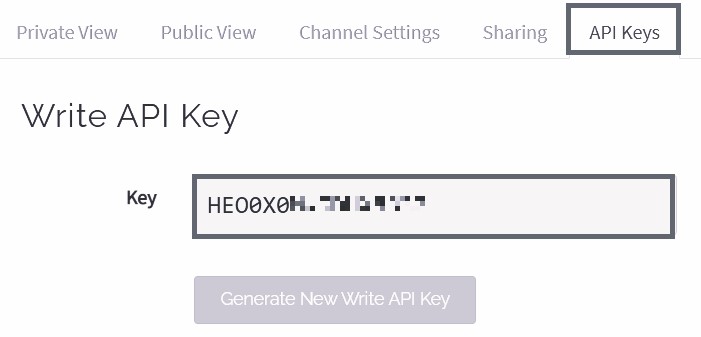 Private View Public View Channel Settings Sharing API Keys
Write API Key
Key HEO0X0
Generate New Write API Key